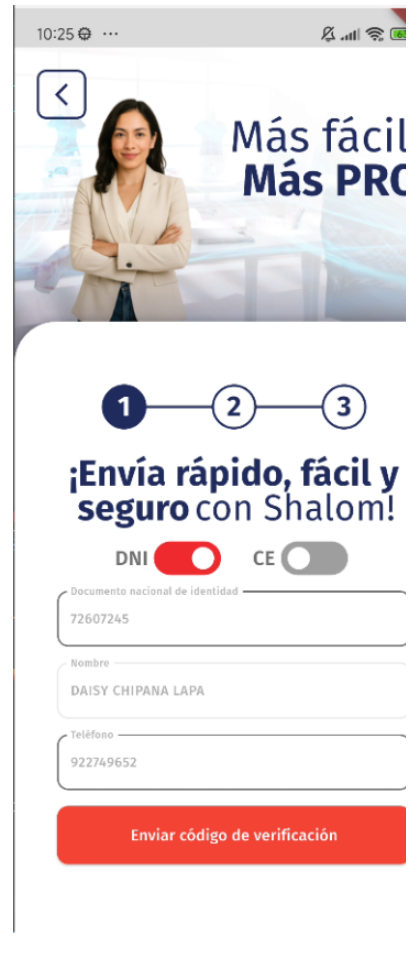 10:25
Más fácil
Más PRO
1 2 3
¡Envía rápido, fácil y
seguro con Shalom!
DNI CE
Documento nacional de identidad
72607245
Nombre
DAISY CHIPANA LAPA
Teléfono
922749652
Enviar código de verificación